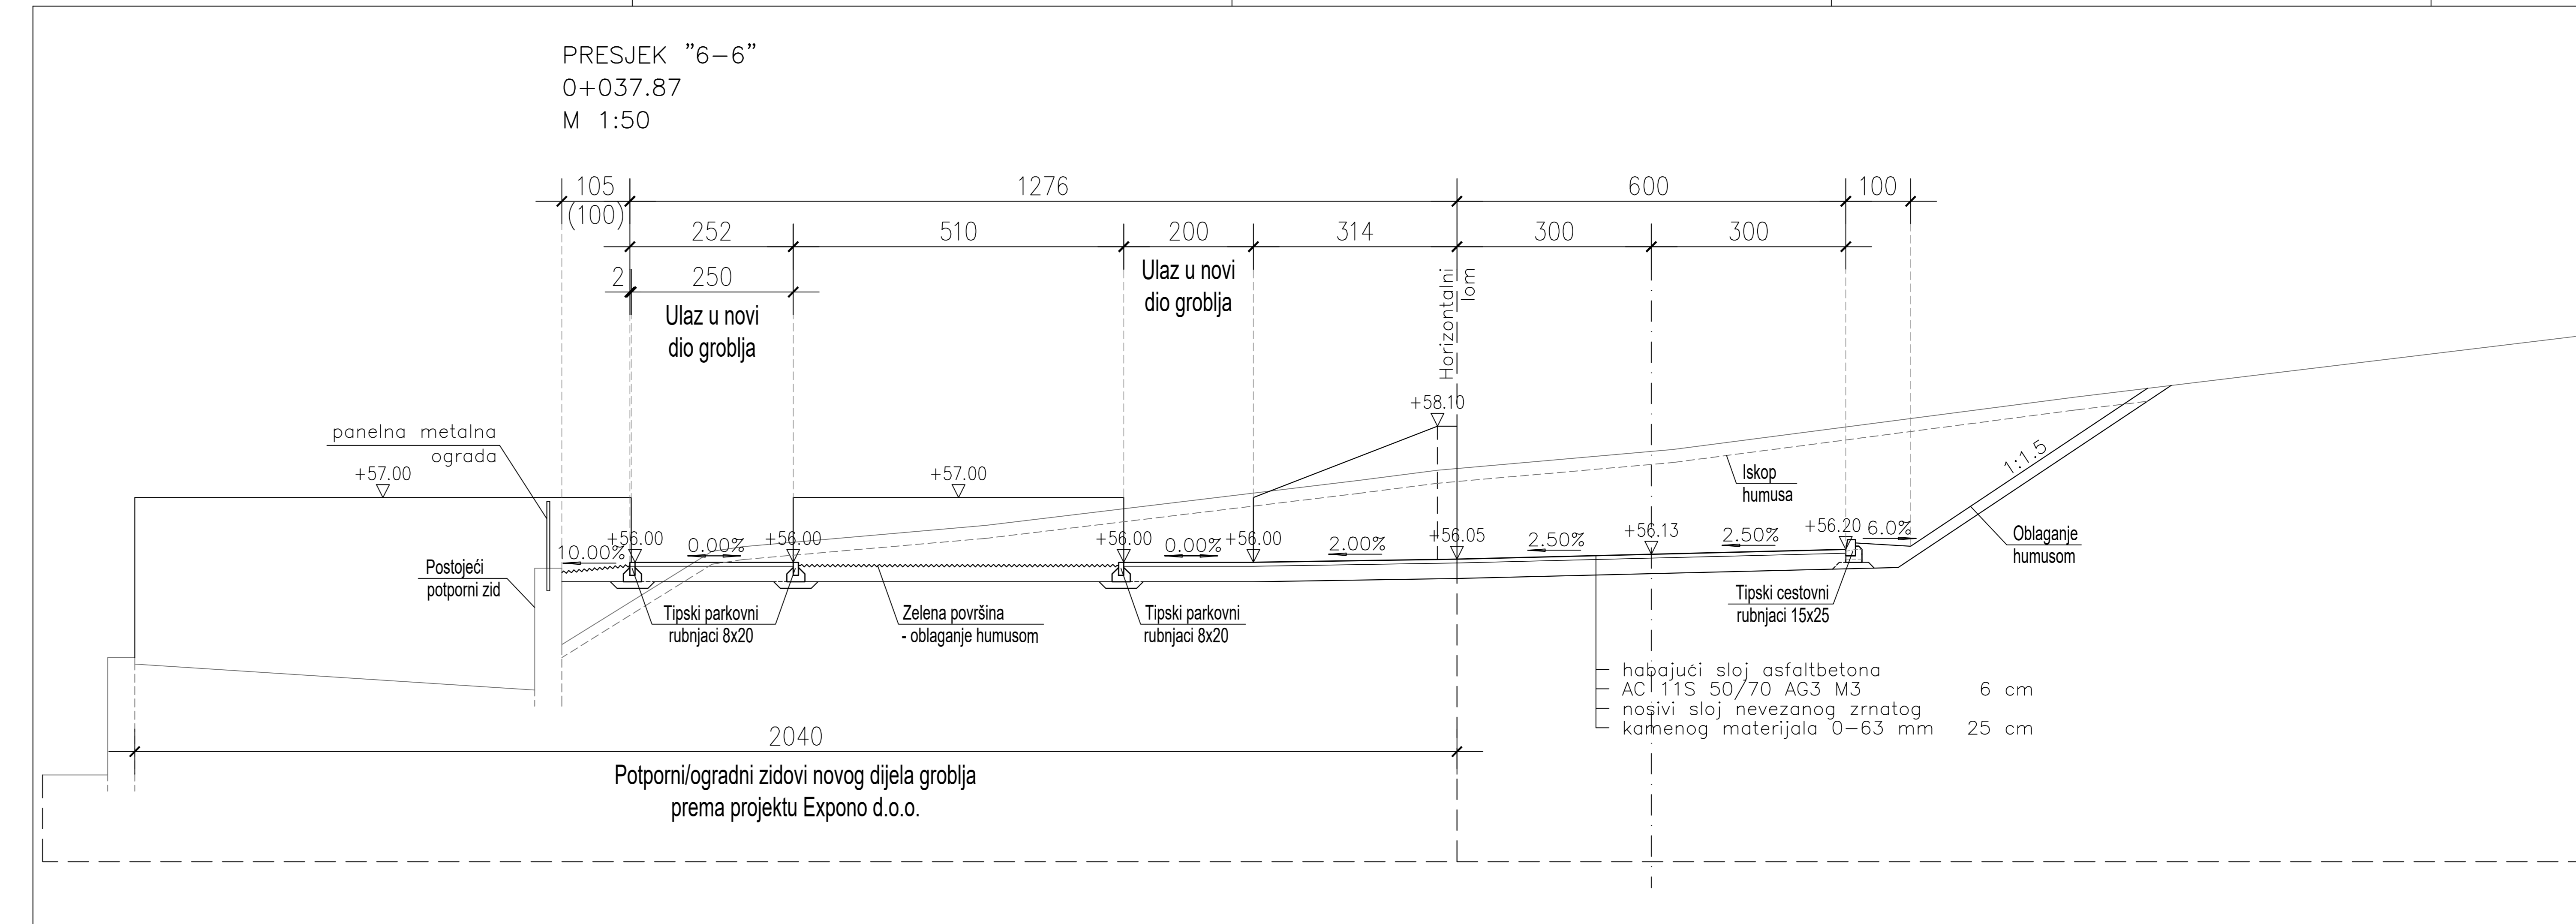 PRESJEK "6-6"
0+037.87
M 1:50
105
1276
600
100
(100)
252
510
200
314
300
300
2
250
Ulaz u novi
dio groblja
Ulaz u novi
dio groblja
Horizontalni
lom
+58.10
panelna metalna
ograda
+57.00
+57.00
1:1.5
Iskop
humusa
10.00%
+56.00
0.00%
+56.00
+56.00
0.00%
+56.00
2.00%
+56.05
2.50%
+56.13
2.50%
+56.20
6.0%
Oblaganje
humusom
Postojeći
potporni zid
Tipski parkovni
rubnjaci 8x20
Zelena površina
- oblaganje humusom
Tipski parkovni
rubnjaci 8x20
Tipski cestovni
rubnjaci 15x25
habajući sloj asfaltbetona
AC 11S 50/70 AG3 M3 6 cm
nosivi sloj nevezanog zrnatog
kamenog materijala 0-63 mm 25 cm
2040
Potporni/ogradni zidovi novog dijela groblja
prema projektu Expono d.o.o.